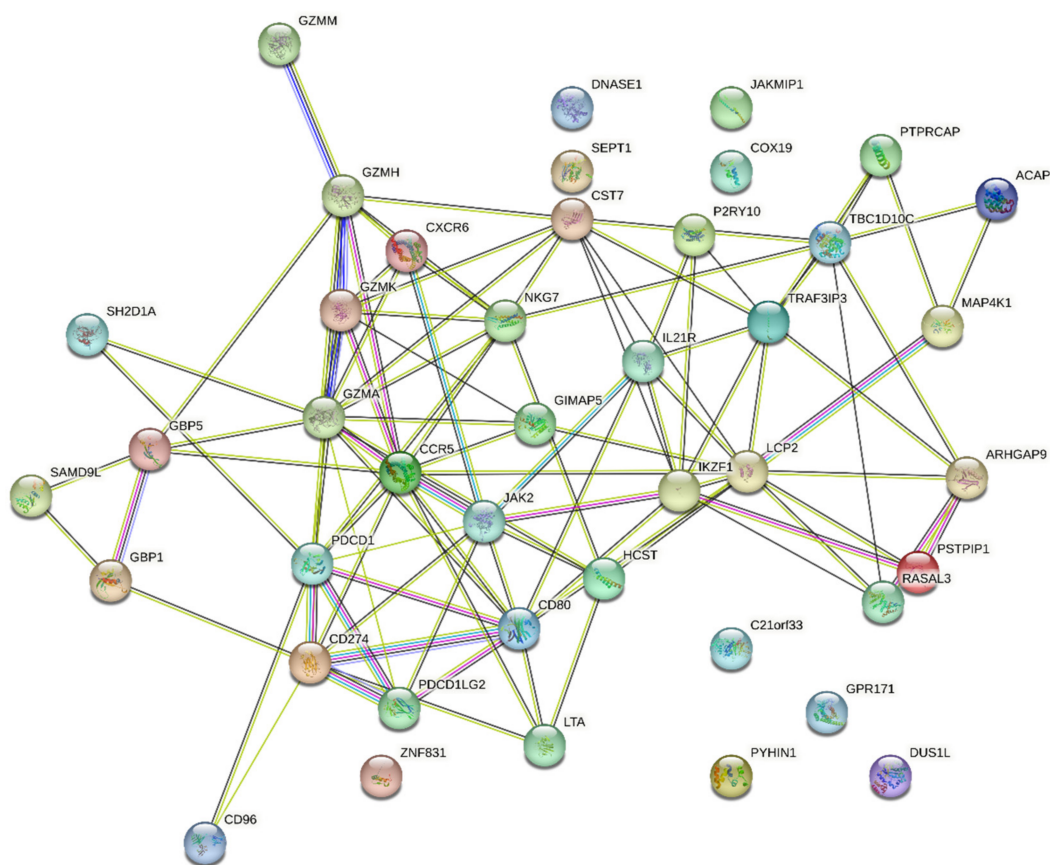 GZMM
DNASE1
JAKMIP1
PTPRCAP
SEPT1
COX19
ACAP
GZMH
CST7
P2RY10
TBC1D10C
CXCR6
GZMK
NKG7
TRAF3IP3
MAP4K1
SH2D1A
IL21R
GZMA
GIMAP5
GBP5
CCR5
LCP2
IKZF1
ARHGAP9
SAMD9L
JAK2
PDCD1
HCST
PSTPIP1
GBP1
RASAL3
CD80
C21orf33
CD274
PDCD1LG2
GPR171
LTA
ZNF831
PYHIN1
DUS1L
CD96